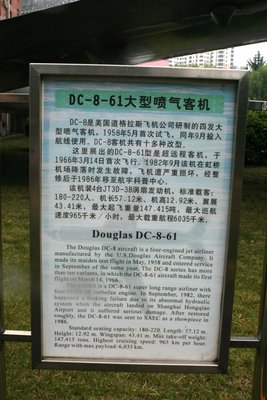 DC-8-61大型喷气客机
DC-8是美国道格拉斯飞机公司研制的四发大
型喷气客机，1958年5月首次试飞，同年9月投入
航线使用。DC-8客机共有十多种改型。
这里展出的DC-8-61型是超远程客机，于
1966年3月14日首次飞行。1982年9月该机在虹桥
机场降落时发生故障，飞机遭严重损坏，经整
修后于1986年移至航宇科普中心。
该机装4台JT3D-3B涡扇发动机，标准载客：
180-220人，机长57.12米，机高12.92米，翼展
43.41米，最大起飞重量147.415吨，最大巡航
速度965千米／小时，最大载重航程6035千米。
Douglas DC-8-61
The Douglas DC-8 aircraft is a four-engined jet airliner
manufactured by the U.S.Douglas Aircraft Company. It
made its maiden test flight in May, 1958 and entered service
in September of the same year. The DC-8 series has more
than ten variants, in which the DC-8-61 aircraft made its first
flight on March 14, 1966.
is a DC-8-61 super long range airliner with
four turbofan engine. In September, 1982, there
happened a braking failure due to its abnormal hydraulic
system when the aircraft landed on Shanghai Hongqiao
Airport and it suffered serious damage. After restored
roughly, the DC-8-61 was sent to SAEC as a showpiece in
1986.
Standard seating capacity: 180-220. Length: 57.12 m.
Height: 12.92 m. Wingspan: 43.41 m. Max take-off weight:
147.415 tons. Highest cruising speed: 965 km per hour.
Range with max payload: 6,035 km.